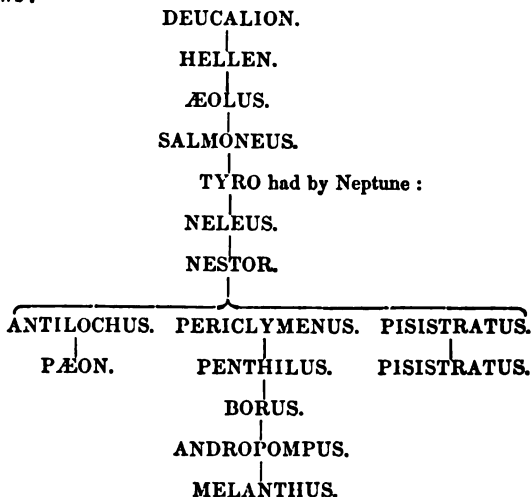 DEUCALION.
HELLEN.
ÆOLUS.
SALMONEUS.
TYRO had by Neptune :
NELEUS.
NESTOR.
ANTILOCHUS. PERICLYMENUS. PISISTRATUS.
PÆON. PENTHILUS. PISISTRATUS.
BORUS.
ANDROPOMPUS.
MELANTHUS.